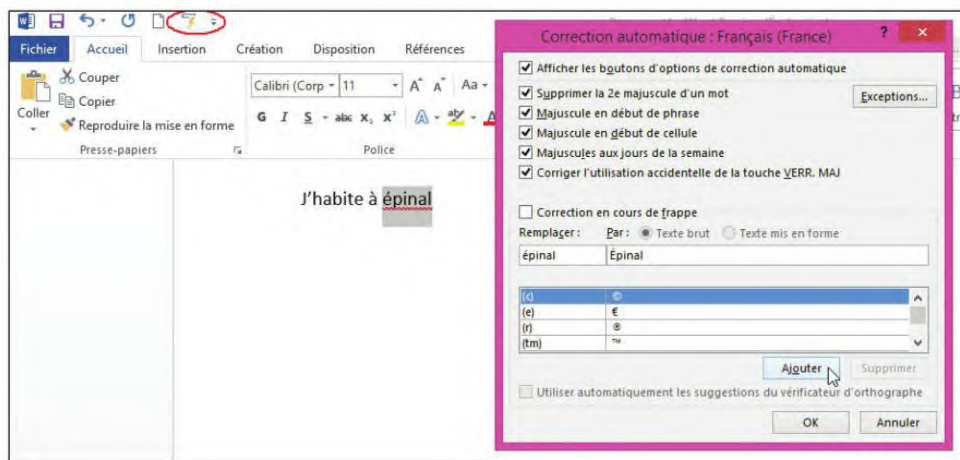 Fichier Accueil Insertion Création Disposition Références
Coller
Couper
Copier
Reproduire la mise en forme
Presse-papiers
Calibri (Corp 11 A A Aa
G I S abc X, X² A aby A
Police
J'habite à épinal
Correction automatique : Français (France) ? ×
Afficher les boutons d'options de correction automatique
Supprimer la 2e majuscule d'un mot
Exceptions...
Majuscule en début de phrase
Majuscule en début de cellule
Majuscules aux jours de la semaine
Corriger l'utilisation accidentelle de la touche VERR. MAJ
Correction en cours de frappe
Remplacer : Par : Texte brut Texte mis en forme
épinal Épinal
(c) ©
(e) €
(r) ®
(tm) ™
Ajouter Supprimer
Utiliser automatiquement les suggestions du vérificateur d'orthographe
OK Annuler